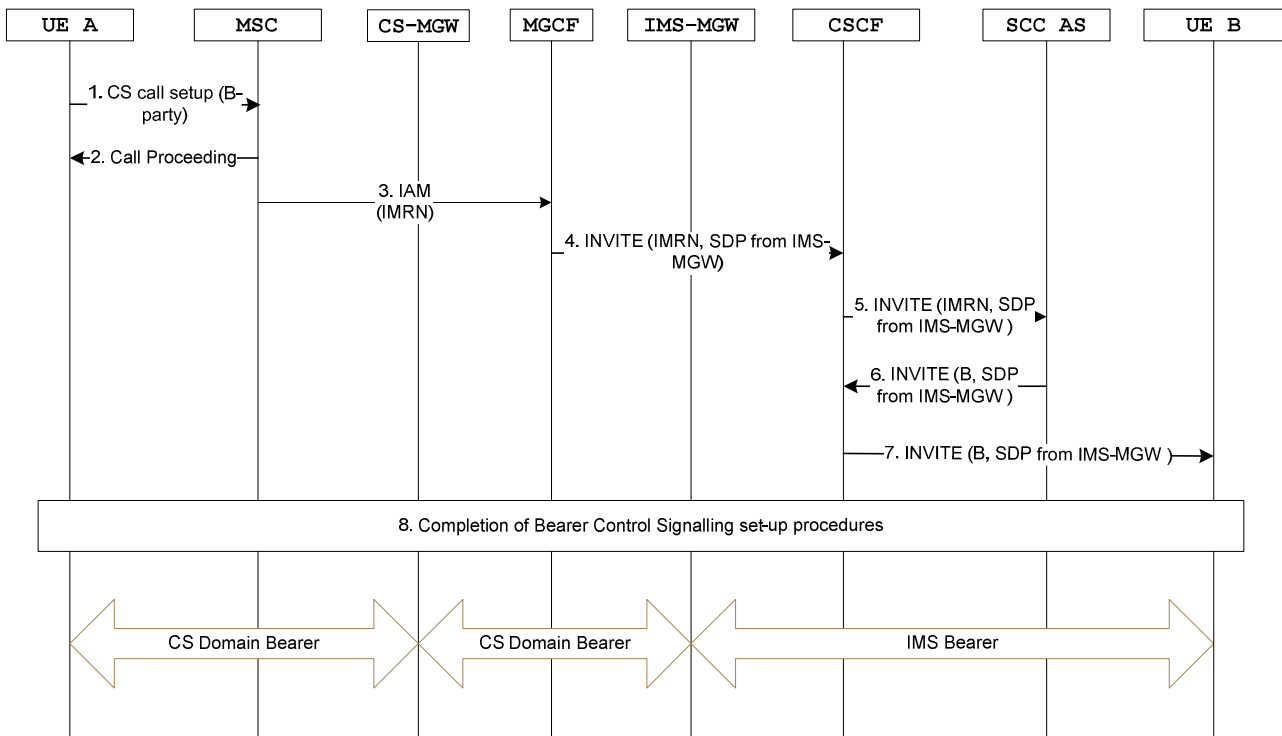 UE A
MSC
CS-MGW
MGCF
IMS-MGW
CSCF
SCC AS
UE B
1. CS call setup (B-
party)
2. Call Proceeding
3. IAM
(IMRN)
4. INVITE (IMRN, SDP from IMS-
MGW)
5. INVITE (IMRN, SDP
from IMS-MGW )
6. INVITE (B, SDP
from IMS-MGW )
7. INVITE (B, SDP from IMS-MGW )
8. Completion of Bearer Control Signalling set-up procedures
CS Domain Bearer
CS Domain Bearer
IMS Bearer